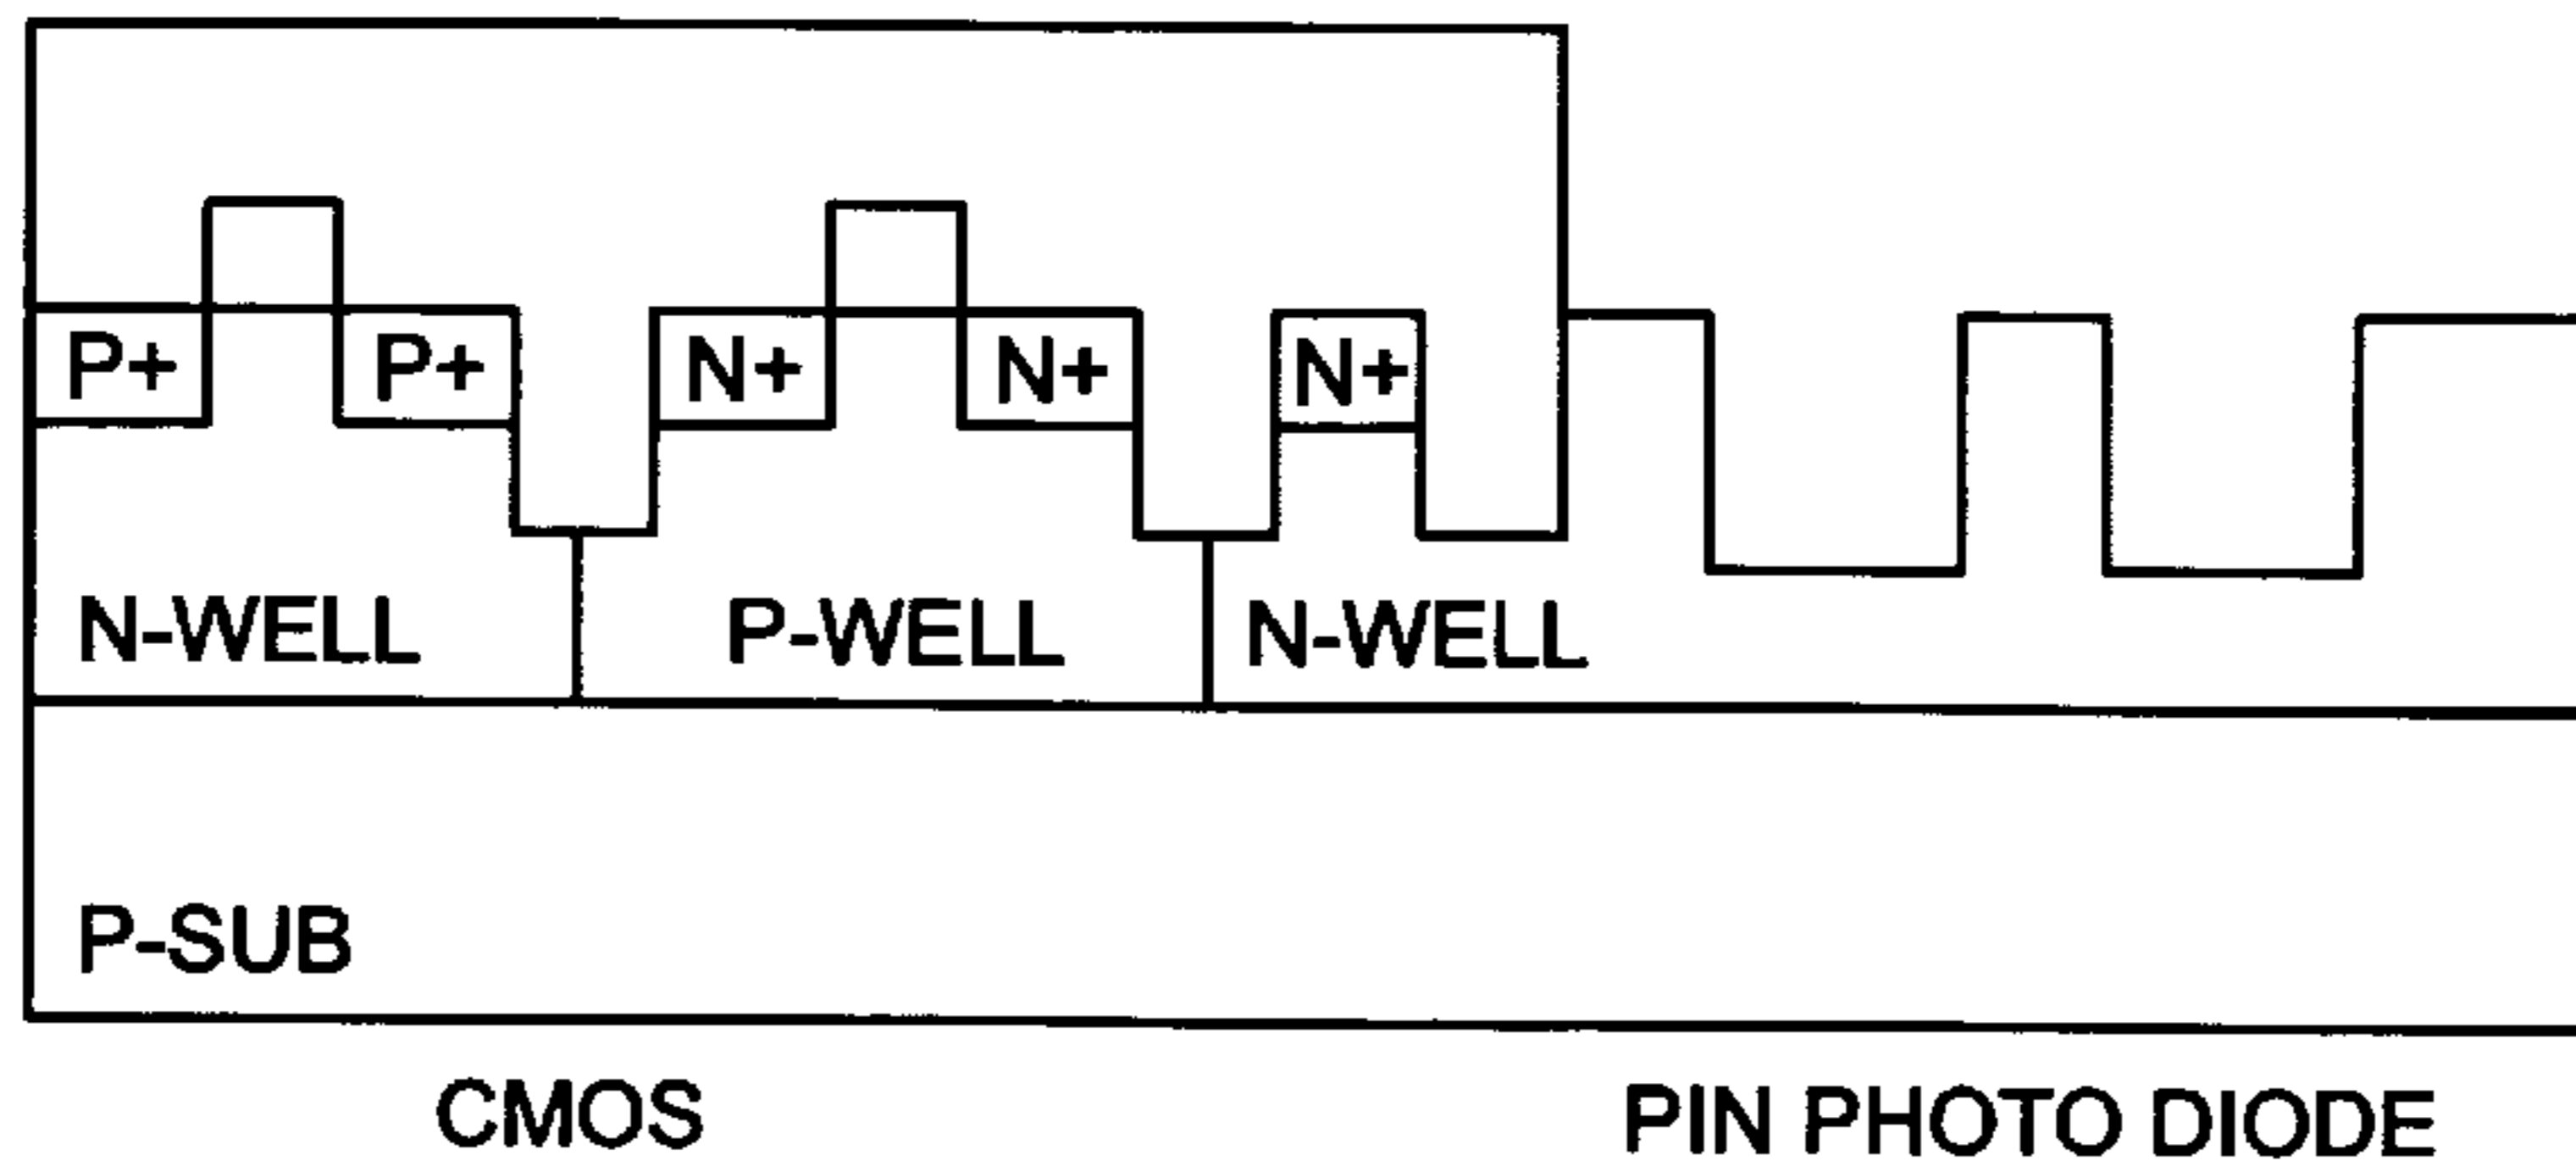 P+ P+ N+ N+ N+
N-WELL P-WELL N-WELL
P-SUB
CMOS PIN PHOTO DIODE